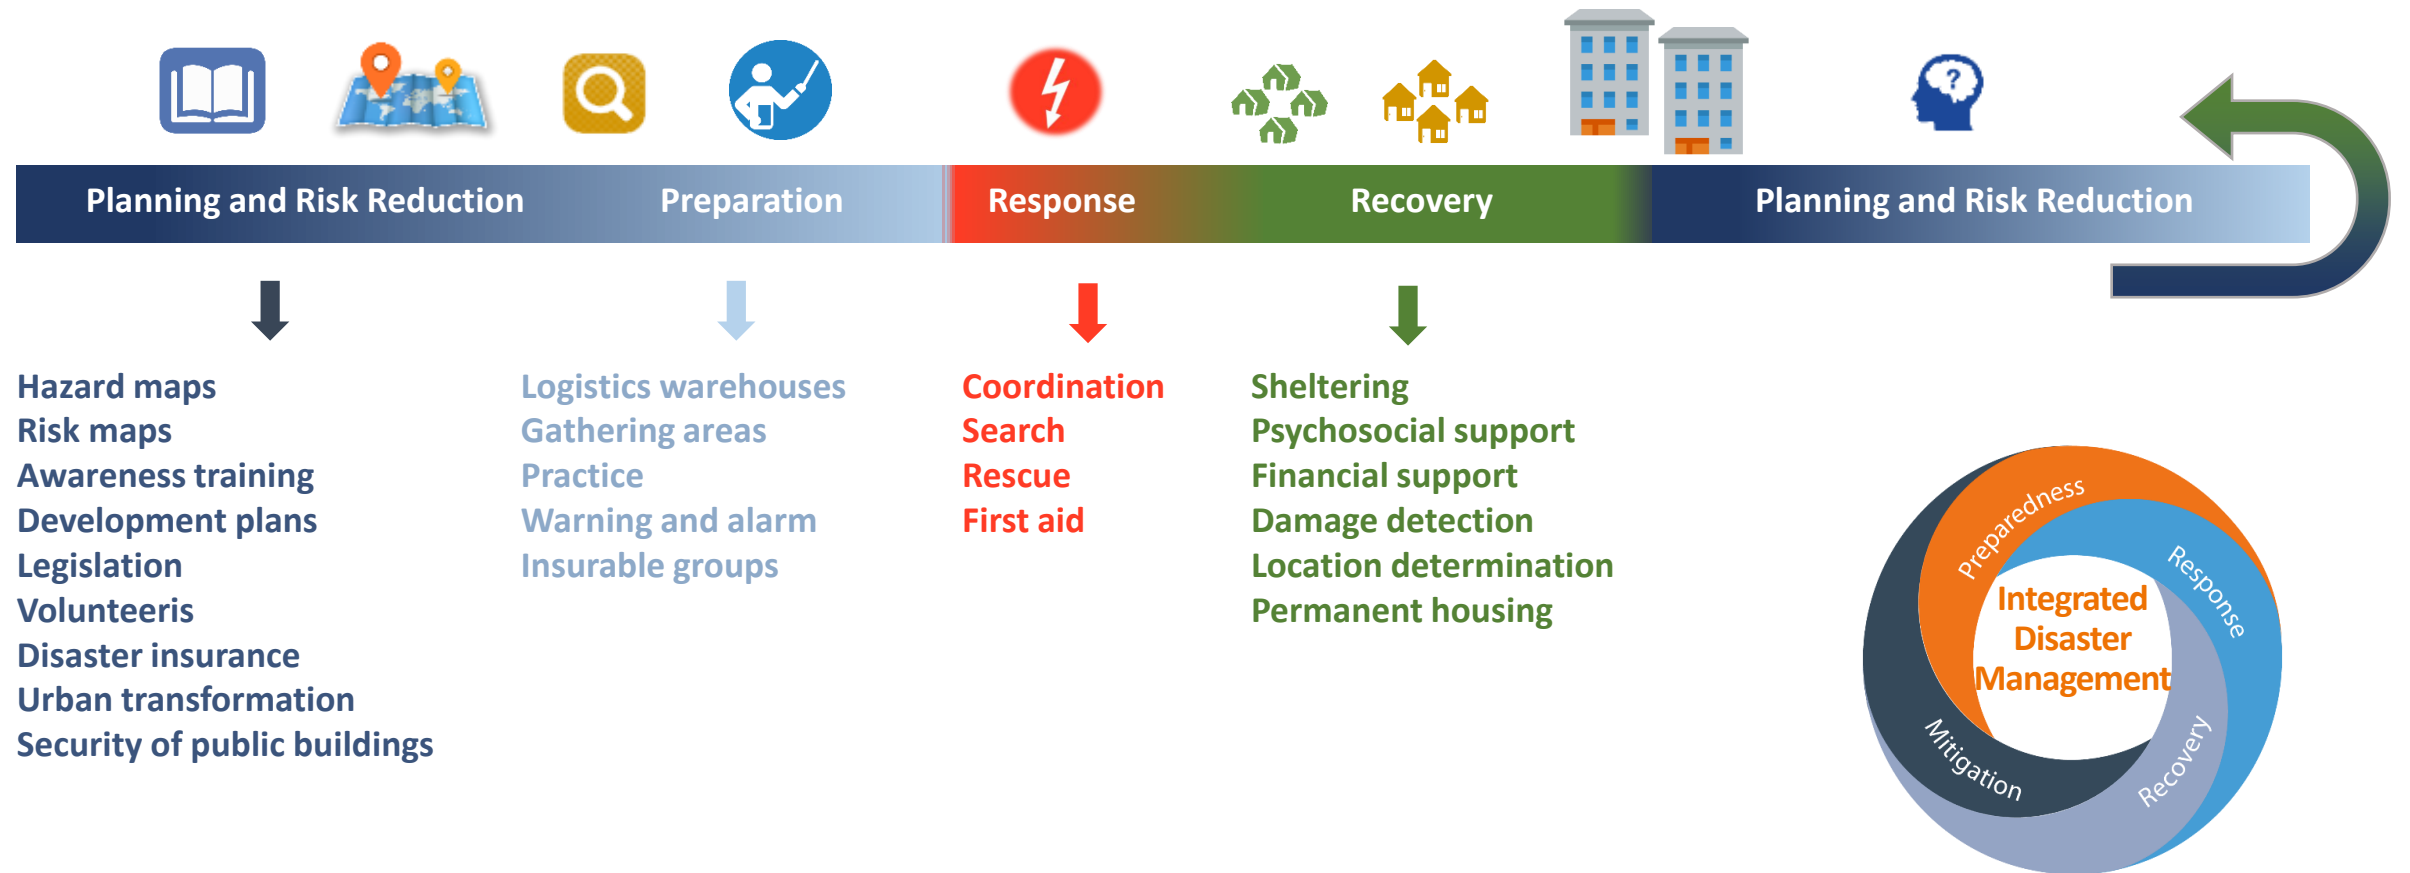 Planning and Risk Reduction
Preparation
Response
Recovery
Planning and Risk Reduction
Hazard maps
Risk maps
Awareness training
Development plans
Legislation
Volunteeris
Disaster insurance
Urban transformation
Security of public buildings
Logistics warehouses
Gathering areas
Practice
Warning and alarm
Insurable groups
Coordination
Search
Rescue
First aid
Sheltering
Psychosocial support
Financial support
Damage detection
Location determination
Permanent housing
Preparedness
Response
Integrated
Disaster
Management
Mitigation
Recovery
?